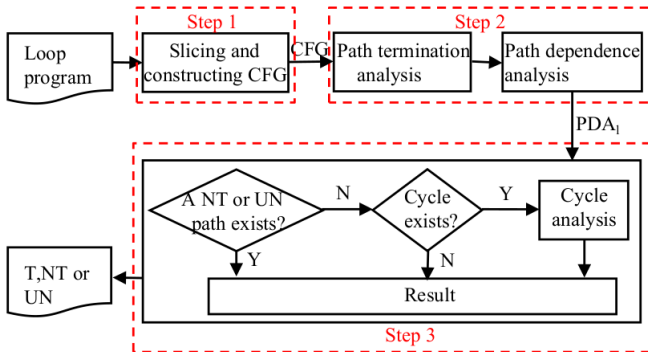 Step 1
Step 2
Loop
program
Slicing and
constructing CFG
CFG
Path termination
analysis
Path dependence
analysis
PDA₁
A NT or UN
path exists?
N
Cycle
exists?
Y
Cycle
analysis
Y
N
T,NT or
UN
Result
Step 3